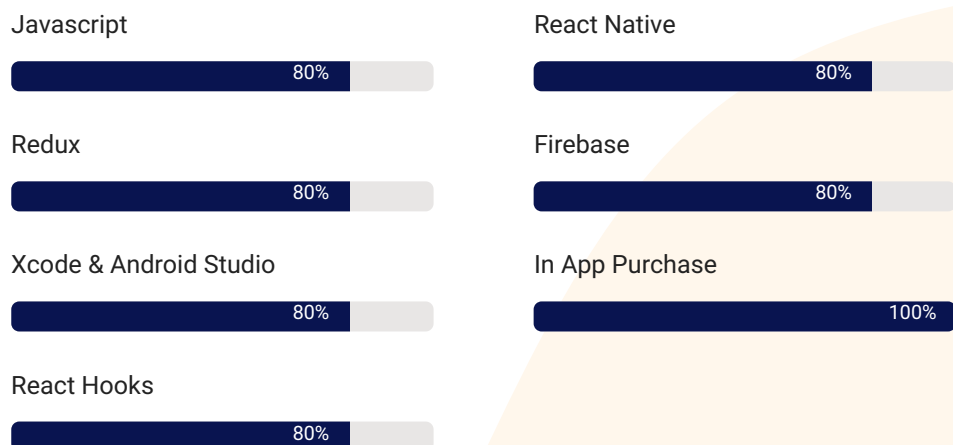 Javascript
80%
React Native
80%
Redux
80%
Firebase
80%
Xcode & Android Studio
80%
In App Purchase
100%
React Hooks
80%